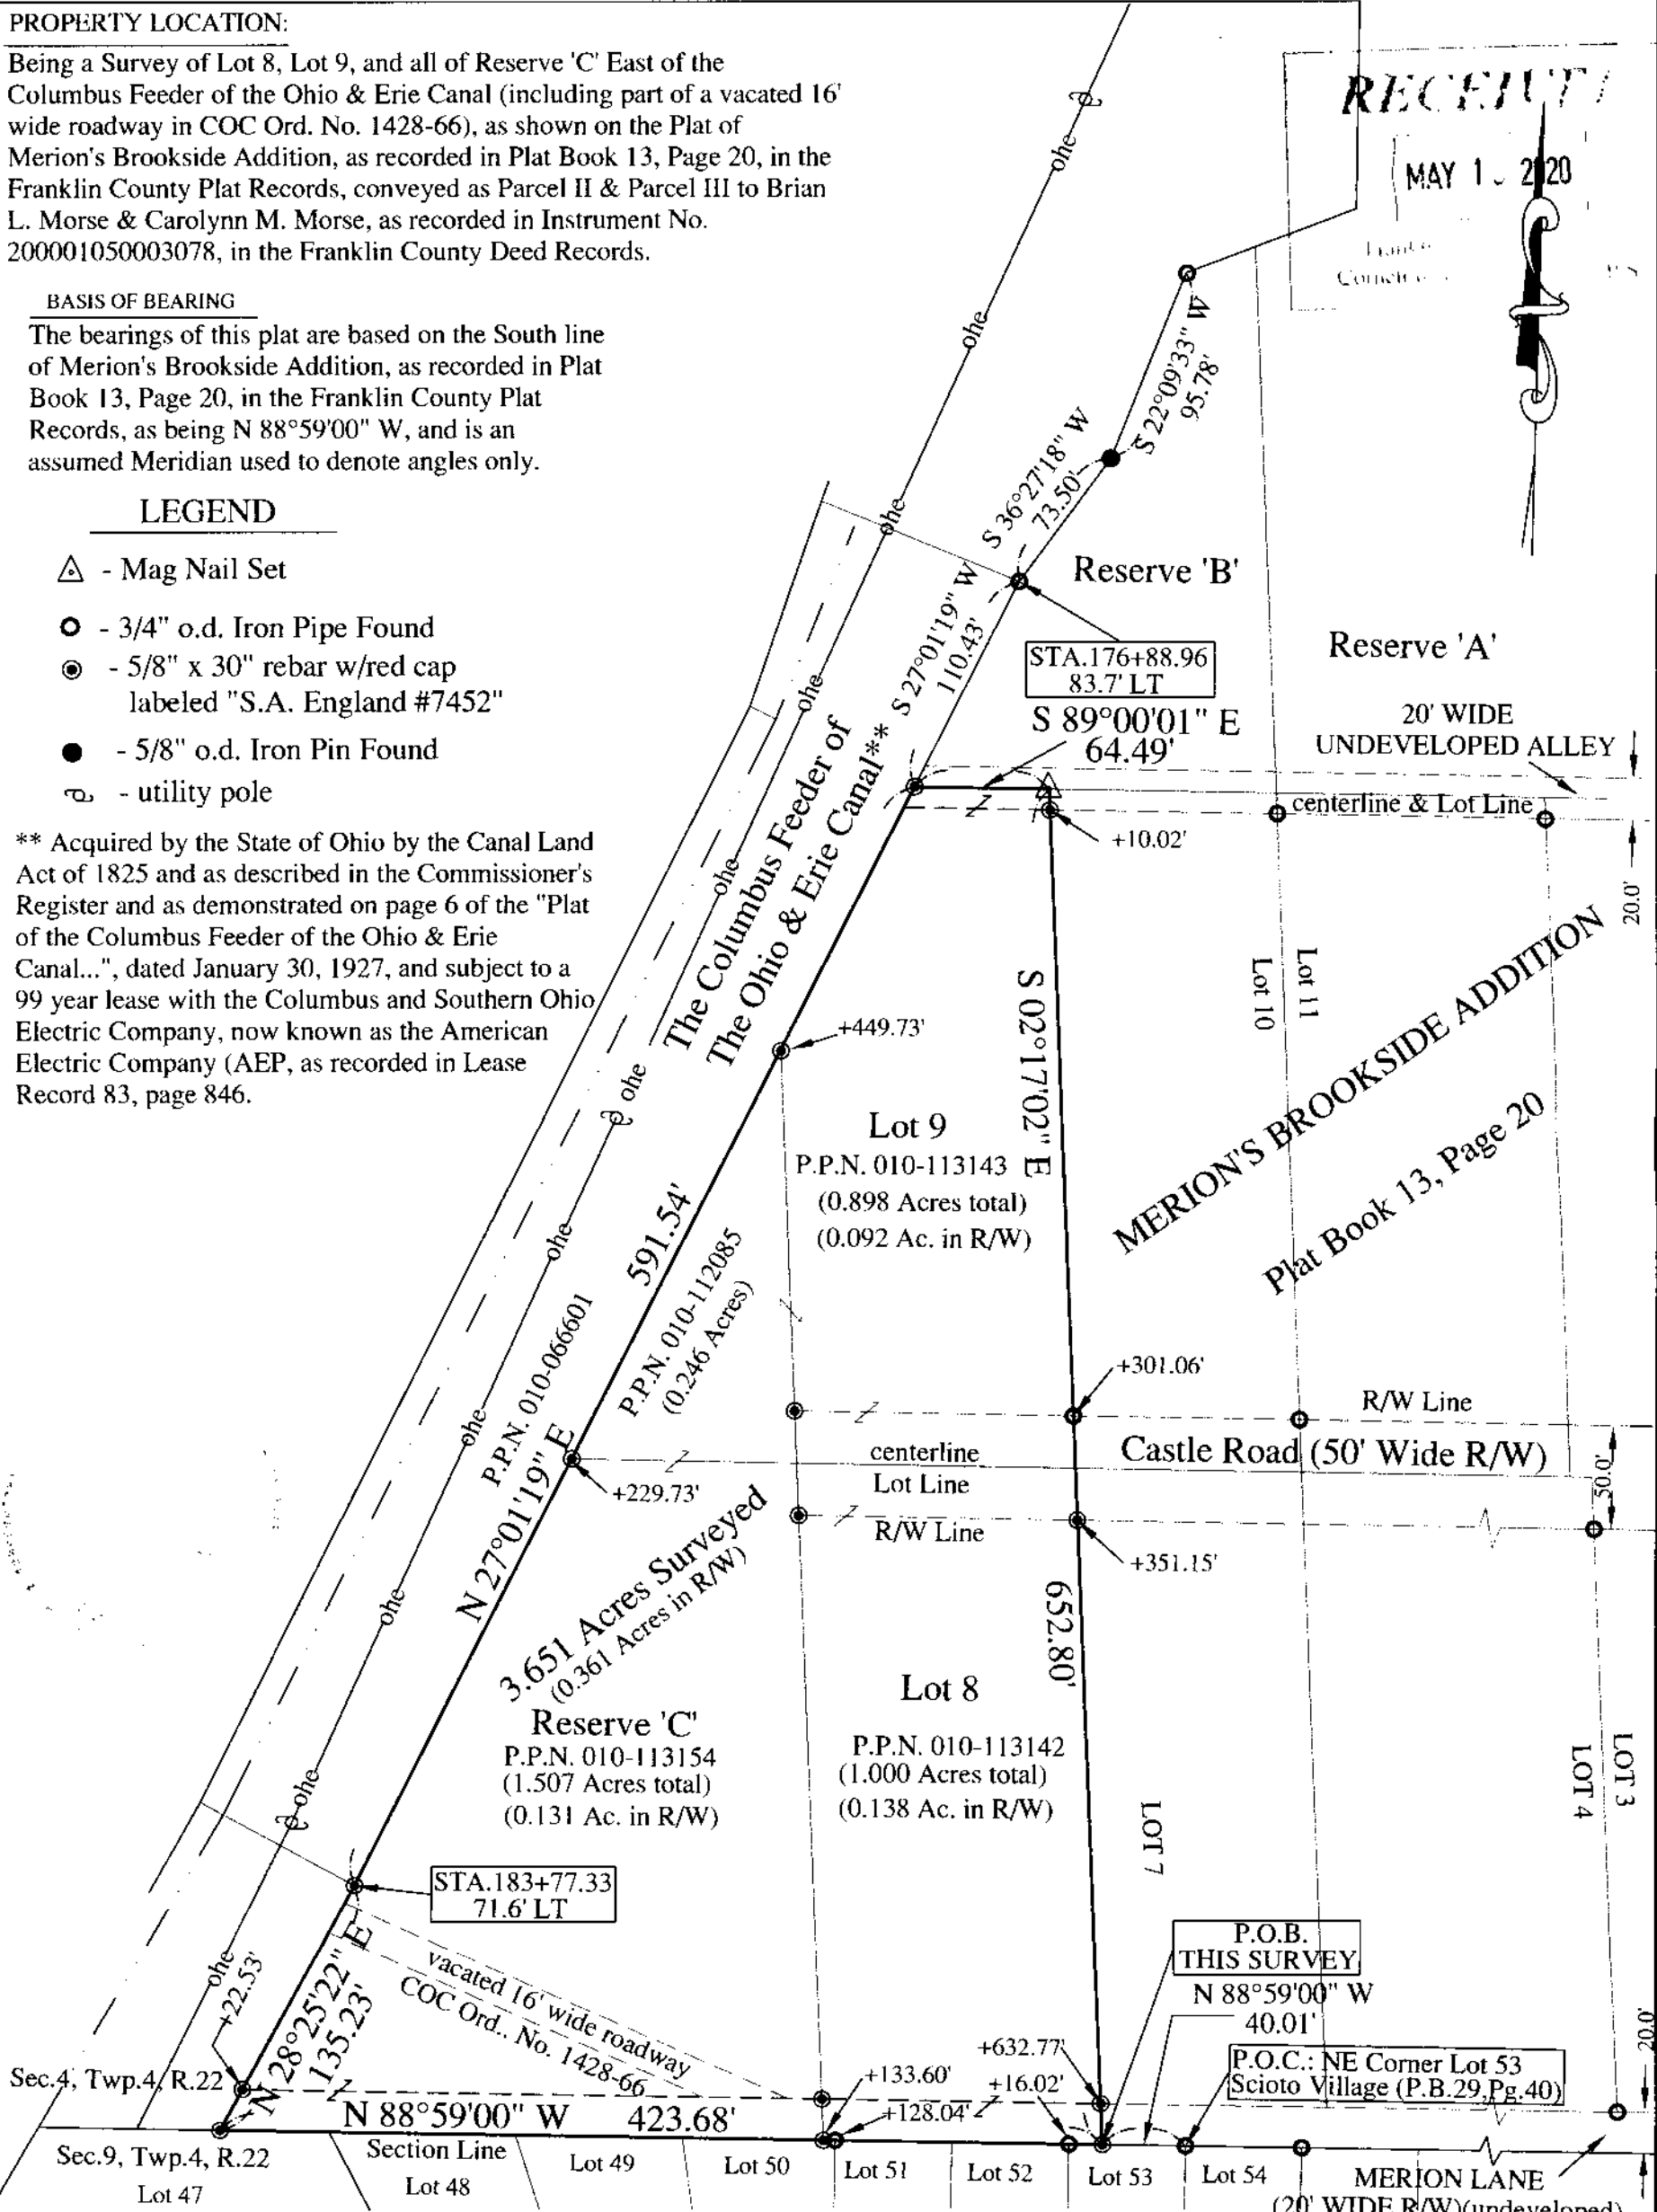 PROPERTY LOCATION:
Being a Survey of Lot 8, Lot 9, and all of Reserve 'C' East of the
Columbus Feeder of the Ohio & Erie Canal (including part of a vacated 16'
wide roadway in COC Ord. No. 1428-66), as shown on the Plat of
Merion's Brookside Addition, as recorded in Plat Book 13, Page 20, in the
Franklin County Plat Records, conveyed as Parcel II & Parcel III to Brian
L. Morse & Carolynn M. Morse, as recorded in Instrument No.
200001050003078, in the Franklin County Deed Records.
BASIS OF BEARING
The bearings of this plat are based on the South line
of Merion's Brookside Addition, as recorded in Plat
Book 13, Page 20, in the Franklin County Plat
Records, as being N 88°59'00" W, and is an
assumed Meridian used to denote angles only.
LEGEND
- Mag Nail Set
- 3/4" o.d. Iron Pipe Found
- 5/8" x 30" rebar w/red cap
labeled "S.A. England #7452"
- 5/8" o.d. Iron Pin Found
- utility pole
** Acquired by the State of Ohio by the Canal Land
Act of 1825 and as described in the Commissioner's
Register and as demonstrated on page 6 of the "Plat
of the Columbus Feeder of the Ohio & Erie
Canal...", dated January 30, 1927, and subject to a
99 year lease with the Columbus and Southern Ohio
Electric Company, now known as the American
Electric Company (AEP, as recorded in Lease
Record 83, page 846.
MAY
ohe
ohe
ohe
ohe
ohe
ohe
ohe
ohe
ohe
ohe
ohe
S 22°09'33" W
95.78'
S 36°27'18" W
73.50'
S 27°01'19" W
110.43'
Reserve 'B'
Reserve 'A'
STA.176+88.96
83.7' LT
S 89°00'01" E
64.49'
20' WIDE
UNDEVELOPED ALLEY
centerline & Lot Line
+10.02'
20.0'
The Columbus Feeder of
The Ohio & Erie Canal**
Lot 10
Lot 11
S 02°17'02" E
652.80'
MERION'S BROOKSIDE ADDITION
Plat Book 13, Page 20
+449.73'
Lot 9
P.P.N. 010-113143
(0.898 Acres total)
(0.092 Ac. in R/W)
591.54'
P.P.N. 010-112085
(0.246 Acres)
P.P.N. 010-066601
N 27°01'19" E
+301.06'
R/W Line
centerline
Castle Road (50' Wide R/W)
Lot Line
R/W Line
50.0'
+229.73'
+351.15'
3.651 Acres Surveyed
(0.361 Acres in R/W)
Reserve 'C'
P.P.N. 010-113154
(1.507 Acres total)
(0.131 Ac. in R/W)
Lot 8
P.P.N. 010-113142
(1.000 Acres total)
(0.138 Ac. in R/W)
LOT 7
LOT 4
LOT 3
STA.183+77.33
71.6' LT
+22.53'
N 28°25'22" E
135.23'
vacated 16' wide roadway
COC Ord.. No. 1428-66
P.O.B.
THIS SURVEY
N 88°59'00" W
40.01'
P.O.C.: NE Corner Lot 53
Scioto Village (P.B.29,Pg.40)
20.0'
+632.77'
+16.02'
+133.60'
+128.04'
Sec.4, Twp.4, R.22
N 88°59'00" W 423.68'
Section Line
Sec.9, Twp.4, R.22
Lot 47
Lot 48
Lot 49
Lot 50
Lot 51
Lot 52
Lot 53
Lot 54
MERION LANE
(20' WIDE R/W)(undeveloped)